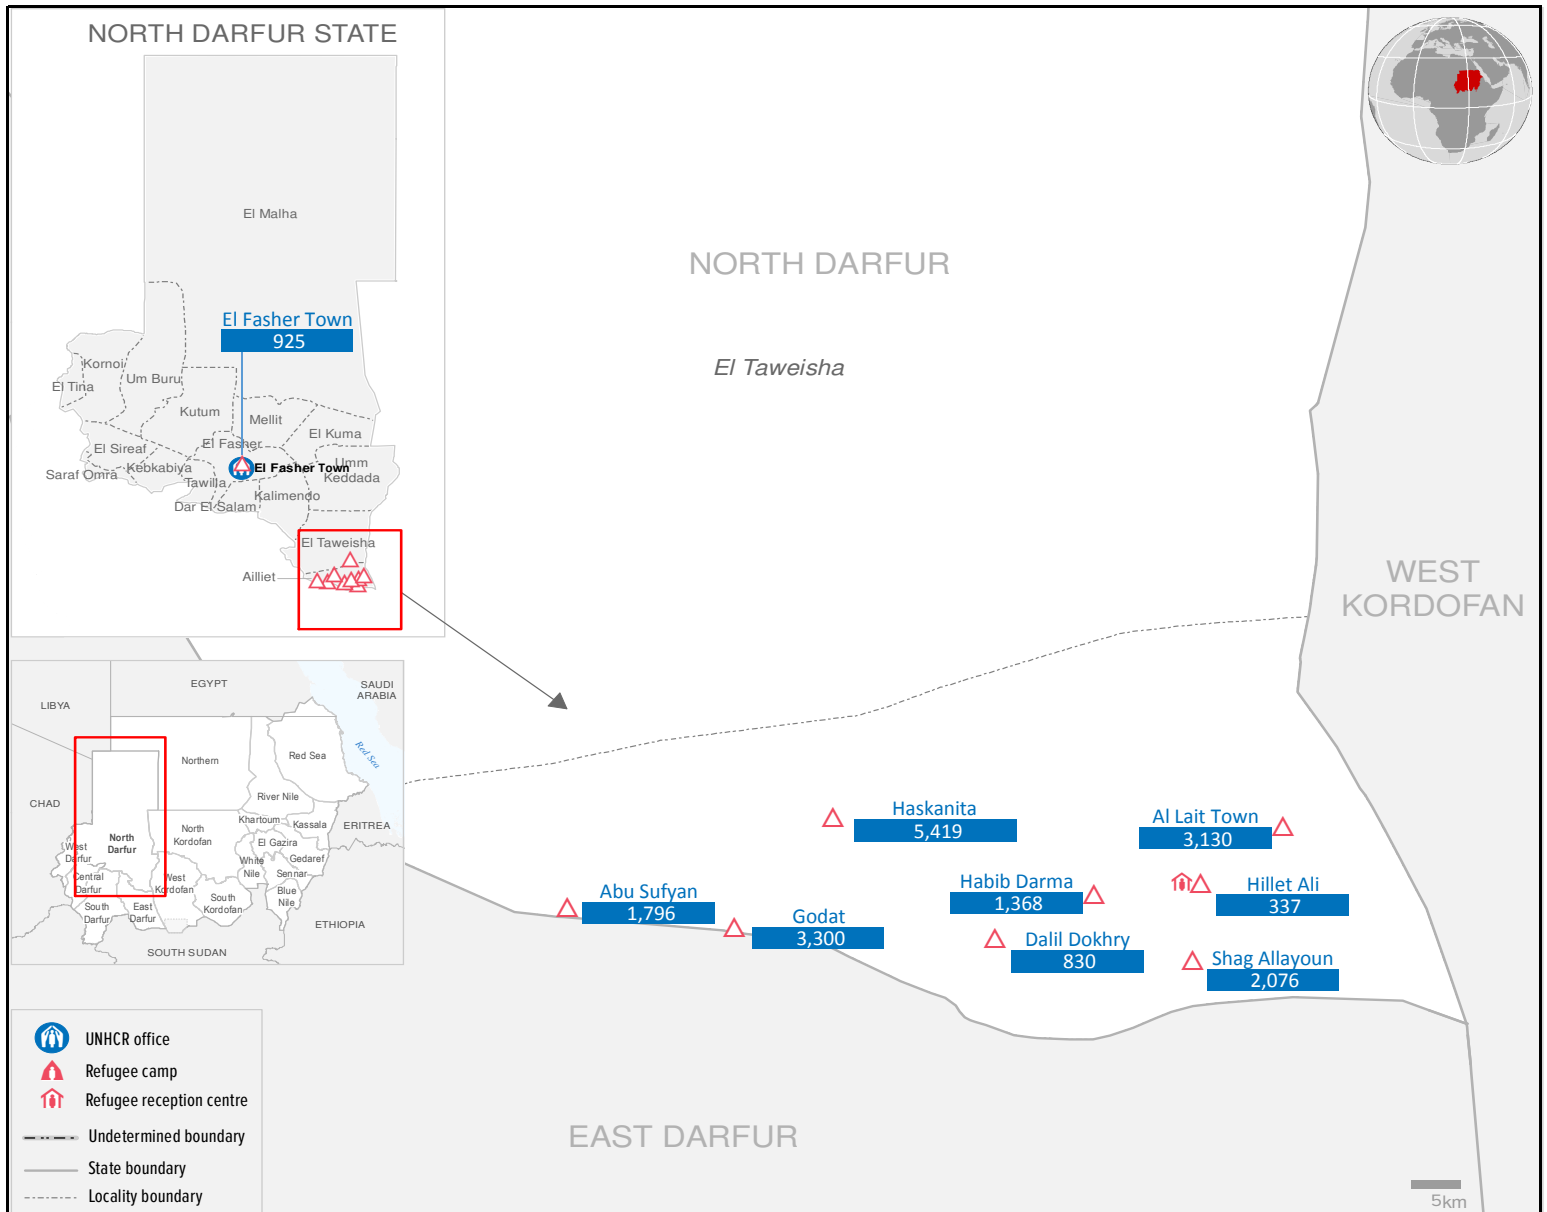 NORTH DARFUR STATE
El Malha
El Fasher Town
925
Kornoi
El Tina
Um Buru
Kutum
Mellit
El Kuma
El Fasher
El Sireaf
Saraf Omra
Kebkabiya
El Fasher Town
Umm
Keddada
Tawilla
Kalimendo
Dar El Salam
El Taweisha
Ailliet
NORTH DARFUR
El Taweisha
WEST
KORDOFAN
EAST DARFUR
Haskanita
5,419
Al Lait Town
3,130
Abu Sufyan
1,796
Godat
3,300
Habib Darma
1,368
Hillet Ali
337
Dalil Dokhry
830
Shag Allayoun
2,076
EGYPT
SAUDI
ARABIA
LIBYA
Red Sea
Northern
Red Sea
CHAD
River Nile
Khartoum
Kassala
ERITREA
North
Darfur
North
Kordofan
West
Darfur
El Gazira
White
Nile
Gedaref
Sennar
Central
Darfur
West
Kordofan
South
Kordofan
Blue
Nile
South
Darfur
East
Darfur
ETHIOPIA
SOUTH SUDAN
UNHCR office
Refugee camp
Refugee reception centre
Undetermined boundary
State boundary
Locality boundary
5km